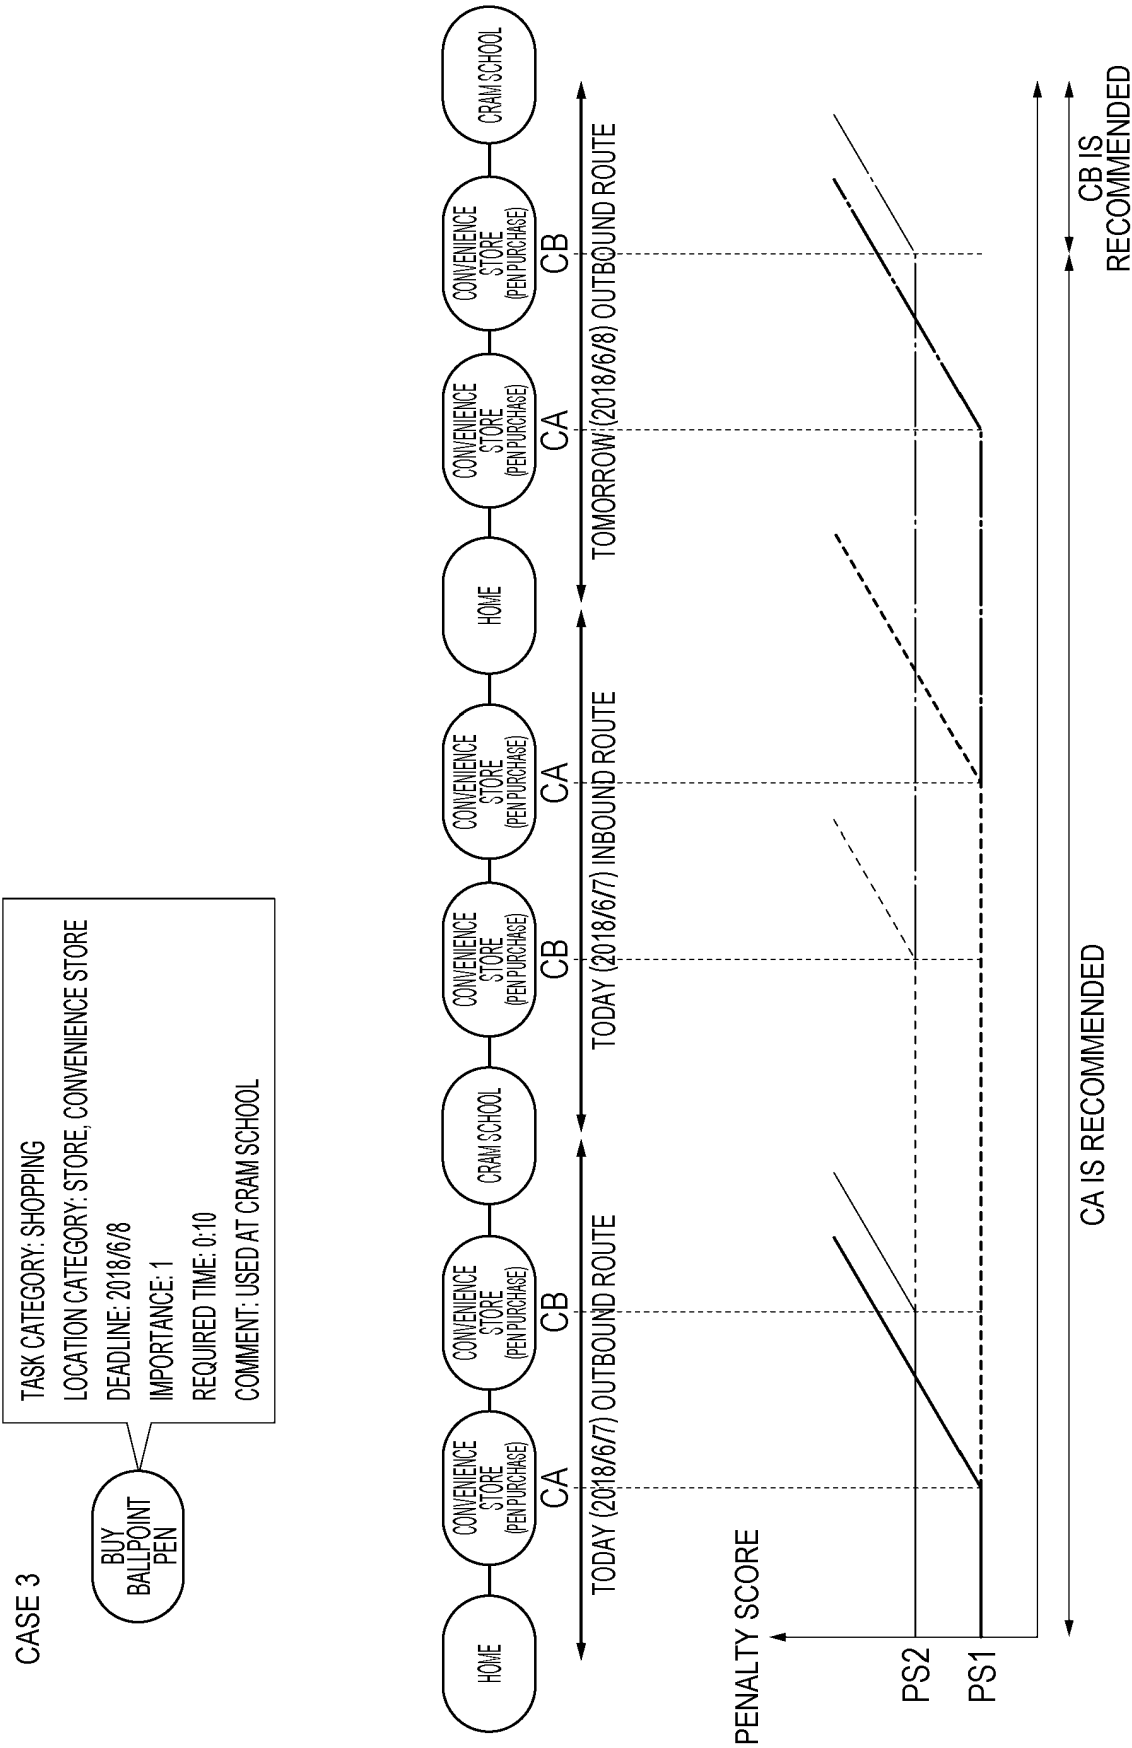 CASE 3
BUY
BALLPOINT
PEN
TASK CATEGORY: SHOPPING
LOCATION CATEGORY: STORE, CONVENIENCE STORE
DEADLINE: 2018/6/8
IMPORTANCE: 1
REQUIRED TIME: 0:10
COMMENT: USED AT CRAM SCHOOL
HOME
CONVENIENCE
STORE
(PEN PURCHASE)
CA
CONVENIENCE
STORE
(PEN PURCHASE)
CB
CRAM SCHOOL
CONVENIENCE
STORE
(PEN PURCHASE)
CB
CONVENIENCE
STORE
(PEN PURCHASE)
CA
HOME
CONVENIENCE
STORE
(PEN PURCHASE)
CA
CONVENIENCE
STORE
(PEN PURCHASE)
CB
CRAM SCHOOL
TODAY (2018/6/7) OUTBOUND ROUTE
TODAY (2018/6/7) INBOUND ROUTE
TOMORROW (2018/6/8) OUTBOUND ROUTE
PENALTY SCORE
PS2
PS1
CA IS RECOMMENDED
CB IS
RECOMMENDED